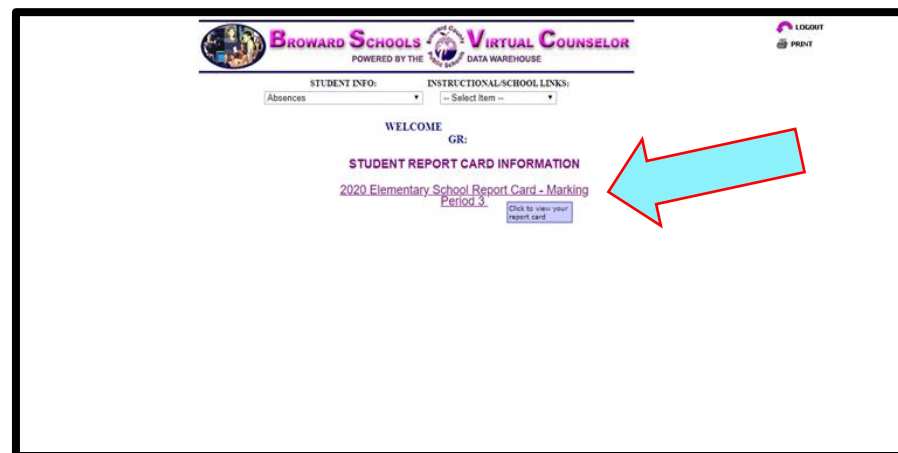 BROWARD SCHOOLS VIRTUAL COUNSELOR
POWERED BY THE DATA WAREHOUSE
LOGOUT
PRINT
STUDENT INFO: INSTRUCTIONAL/SCHOOL LINKS:
Absences -- Select Item --
WELCOME
GR:
STUDENT REPORT CARD INFORMATION
2020 Elementary School Report Card - Marking
Period 3
Click to view your
report card